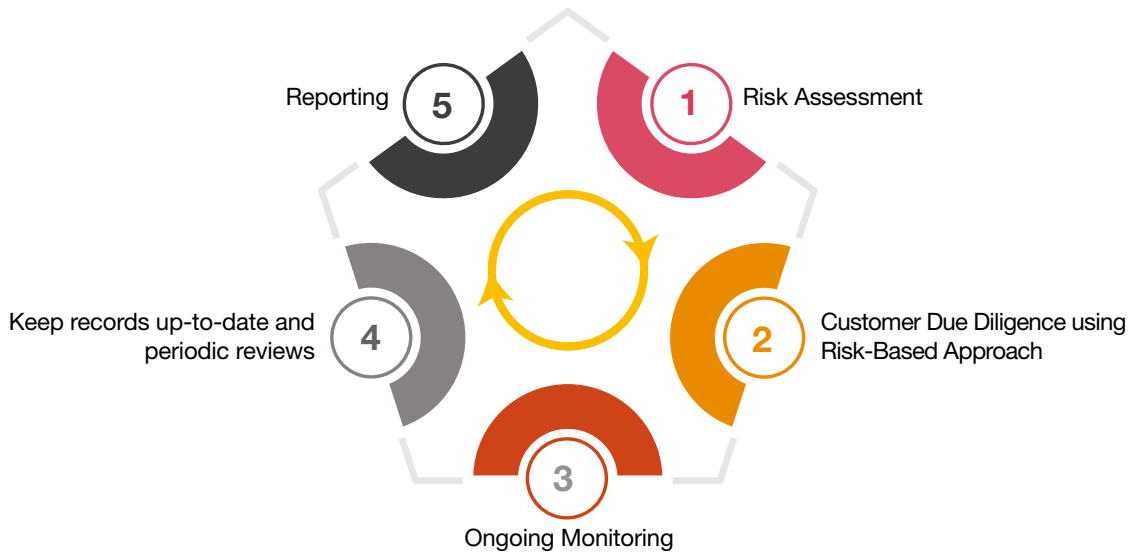 1
Risk Assessment
2
Customer Due Diligence using
Risk-Based Approach
3
Ongoing Monitoring
4
Keep records up-to-date and
periodic reviews
5
Reporting